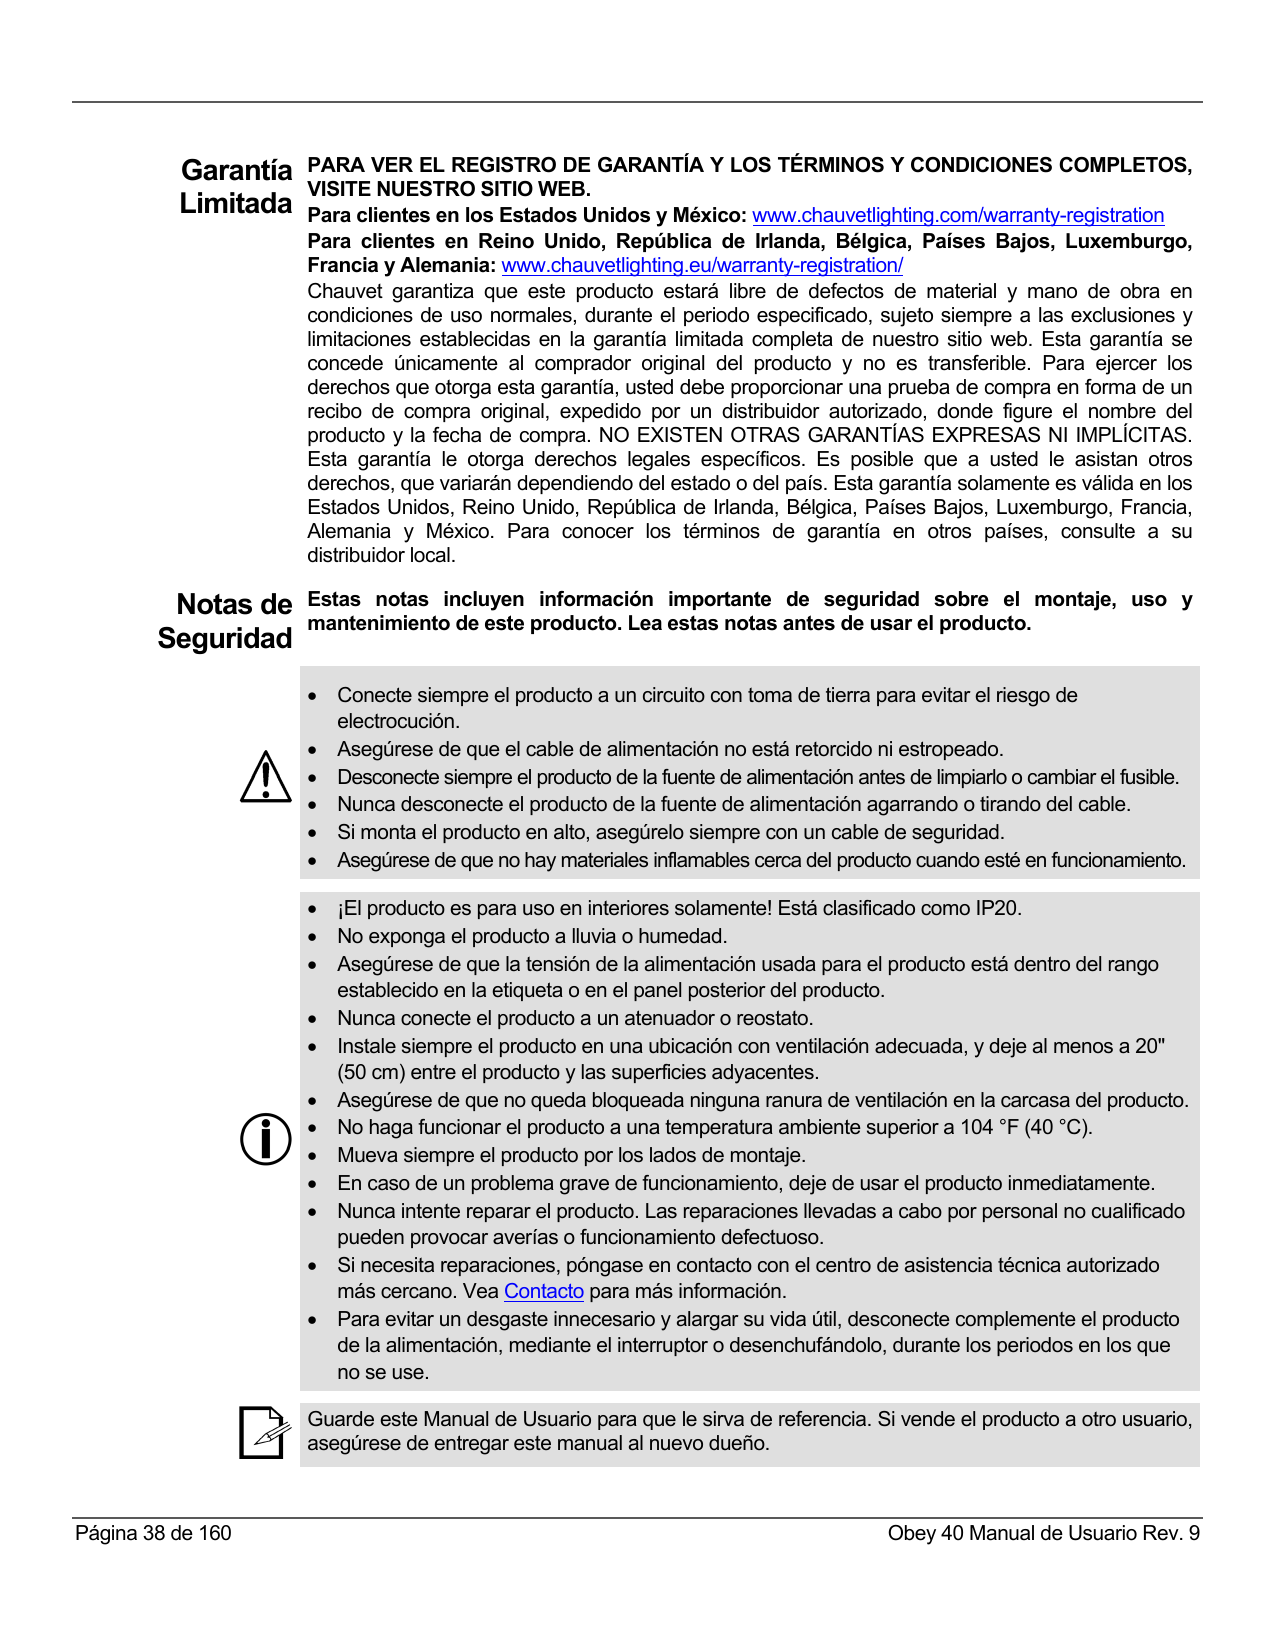 Garantía
Limitada
PARA VER EL REGISTRO DE GARANTÍA Y LOS TÉRMINOS Y CONDICIONES COMPLETOS,
VISITE NUESTRO SITIO WEB.
Para clientes en los Estados Unidos y México: www.chauvetlighting.com/warranty-registration
Para clientes en Reino Unido, República de Irlanda, Bélgica, Países Bajos, Luxemburgo,
Francia y Alemania: www.chauvetlighting.eu/warranty-registration/
Chauvet garantiza que este producto estará libre de defectos de material y mano de obra en
condiciones de uso normales, durante el periodo especificado, sujeto siempre a las exclusiones y
limitaciones establecidas en la garantía limitada completa de nuestro sitio web. Esta garantía se
concede únicamente al comprador original del producto y no es transferible. Para ejercer los
derechos que otorga esta garantía, usted debe proporcionar una prueba de compra en forma de un
recibo de compra original, expedido por un distribuidor autorizado, donde figure el nombre del
producto y la fecha de compra. NO EXISTEN OTRAS GARANTÍAS EXPRESAS NI IMPLÍCITAS.
Esta garantía le otorga derechos legales específicos. Es posible que a usted le asistan otros
derechos, que variarán dependiendo del estado o del país. Esta garantía solamente es válida en los
Estados Unidos, Reino Unido, República de Irlanda, Bélgica, Países Bajos, Luxemburgo, Francia,
Alemania y México. Para conocer los términos de garantía en otros países, consulte a su
distribuidor local.
Notas de
Seguridad
Estas notas incluyen información importante de seguridad sobre el montaje, uso y
mantenimiento de este producto. Lea estas notas antes de usar el producto.
• Conecte siempre el producto a un circuito con toma de tierra para evitar el riesgo de
electrocución.
• Asegúrese de que el cable de alimentación no está retorcido ni estropeado.
• Desconecte siempre el producto de la fuente de alimentación antes de limpiarlo o cambiar el fusible.
• Nunca desconecte el producto de la fuente de alimentación agarrando o tirando del cable.
• Si monta el producto en alto, asegúrelo siempre con un cable de seguridad.
• Asegúrese de que no hay materiales inflamables cerca del producto cuando esté en funcionamiento.
• ¡El producto es para uso en interiores solamente! Está clasificado como IP20.
• No exponga el producto a lluvia o humedad.
• Asegúrese de que la tensión de la alimentación usada para el producto está dentro del rango
establecido en la etiqueta o en el panel posterior del producto.
• Nunca conecte el producto a un atenuador o reostato.
• Instale siempre el producto en una ubicación con ventilación adecuada, y deje al menos a 20"
(50 cm) entre el producto y las superficies adyacentes.
• Asegúrese de que no queda bloqueada ninguna ranura de ventilación en la carcasa del producto.
• No haga funcionar el producto a una temperatura ambiente superior a 104 °F (40 °C).
• Mueva siempre el producto por los lados de montaje.
• En caso de un problema grave de funcionamiento, deje de usar el producto inmediatamente.
• Nunca intente reparar el producto. Las reparaciones llevadas a cabo por personal no cualificado
pueden provocar averías o funcionamiento defectuoso.
• Si necesita reparaciones, póngase en contacto con el centro de asistencia técnica autorizado
más cercano. Vea Contacto para más información.
• Para evitar un desgaste innecesario y alargar su vida útil, desconecte complemente el producto
de la alimentación, mediante el interruptor o desenchufándolo, durante los periodos en los que
no se use.
Guarde este Manual de Usuario para que le sirva de referencia. Si vende el producto a otro usuario,
asegúrese de entregar este manual al nuevo dueño.
Página 38 de 160
Obey 40 Manual de Usuario Rev. 9